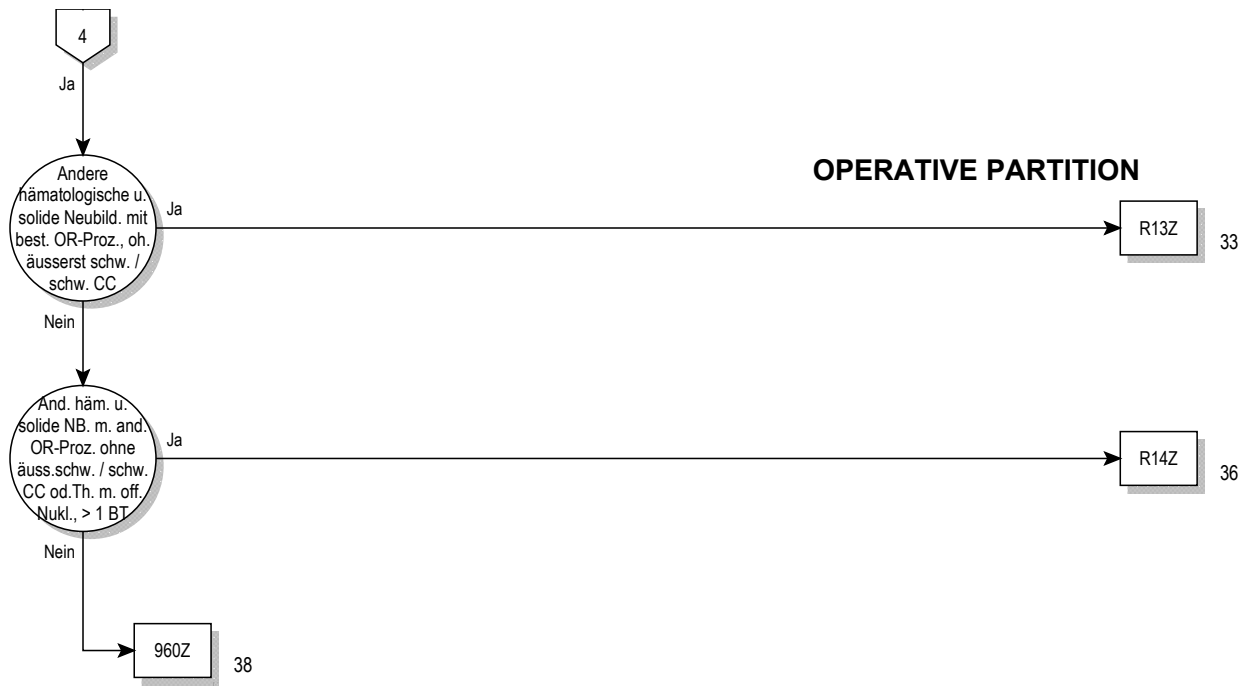 4
Ja
OPERATIVE PARTITION
Andere
hämatologische u.
solide Neubild. mit
best. OR-Proz., oh.
äusserst schw. /
schw. CC
Ja
R13Z
33
Nein
And. häm. u.
solide NB. m. and.
OR-Proz. ohne
äuss.schw. / schw.
CC od.Th. m. off.
Nukl., > 1 BT
Ja
R14Z
36
Nein
960Z
38